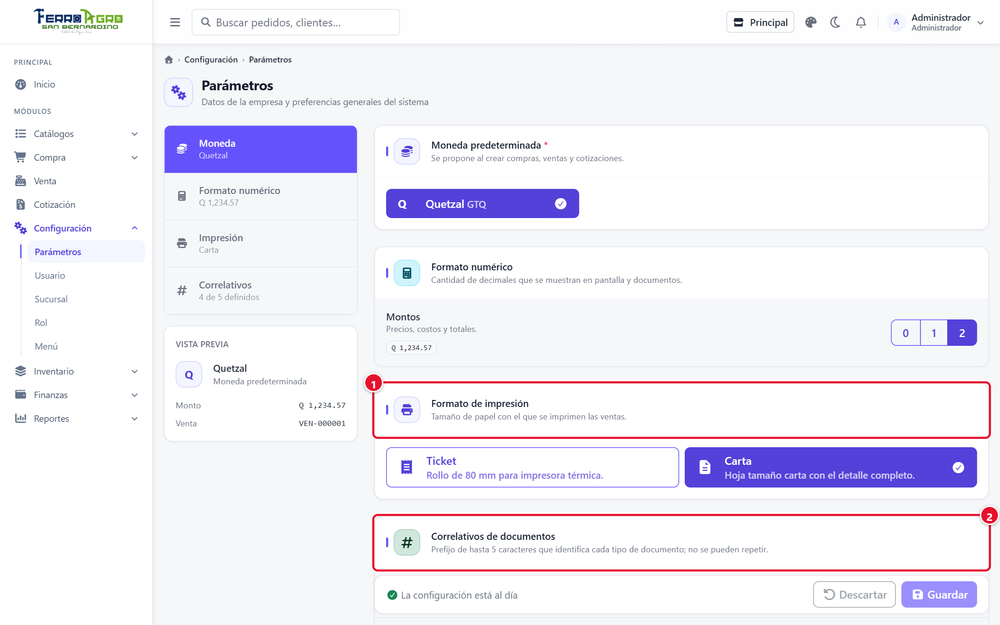 FERRO AGRO
SAN BERNARDINO
Buscar pedidos, clientes...
Principal
A
Administrador
Administrador
PRINCIPAL
Inicio
MÓDULOS
Catálogos
Compra
Venta
Cotización
Configuración
Parámetros
Usuario
Sucursal
Rol
Menú
Inventario
Finanzas
Reportes
Configuración › Parámetros
Parámetros
Datos de la empresa y preferencias generales del sistema
Moneda
Quetzal
Formato numérico
Q 1,234.57
Impresión
Carta
Correlativos
4 de 5 definidos
VISTA PREVIA
Q
Quetzal
Moneda predeterminada
Monto Q 1,234.57
Venta VEN-000001
Moneda predeterminada *
Se propone al crear compras, ventas y cotizaciones.
Q Quetzal GTQ
Formato numérico
Cantidad de decimales que se muestran en pantalla y documentos.
Montos
Precios, costos y totales.
Q 1,234.57
0 1 2
1
Formato de impresión
Tamaño de papel con el que se imprimen las ventas.
Ticket
Rollo de 80 mm para impresora térmica.
Carta
Hoja tamaño carta con el detalle completo.
2
Correlativos de documentos
Prefijo de hasta 5 caracteres que identifica cada tipo de documento; no se pueden repetir.
La configuración está al día
Descartar
Guardar